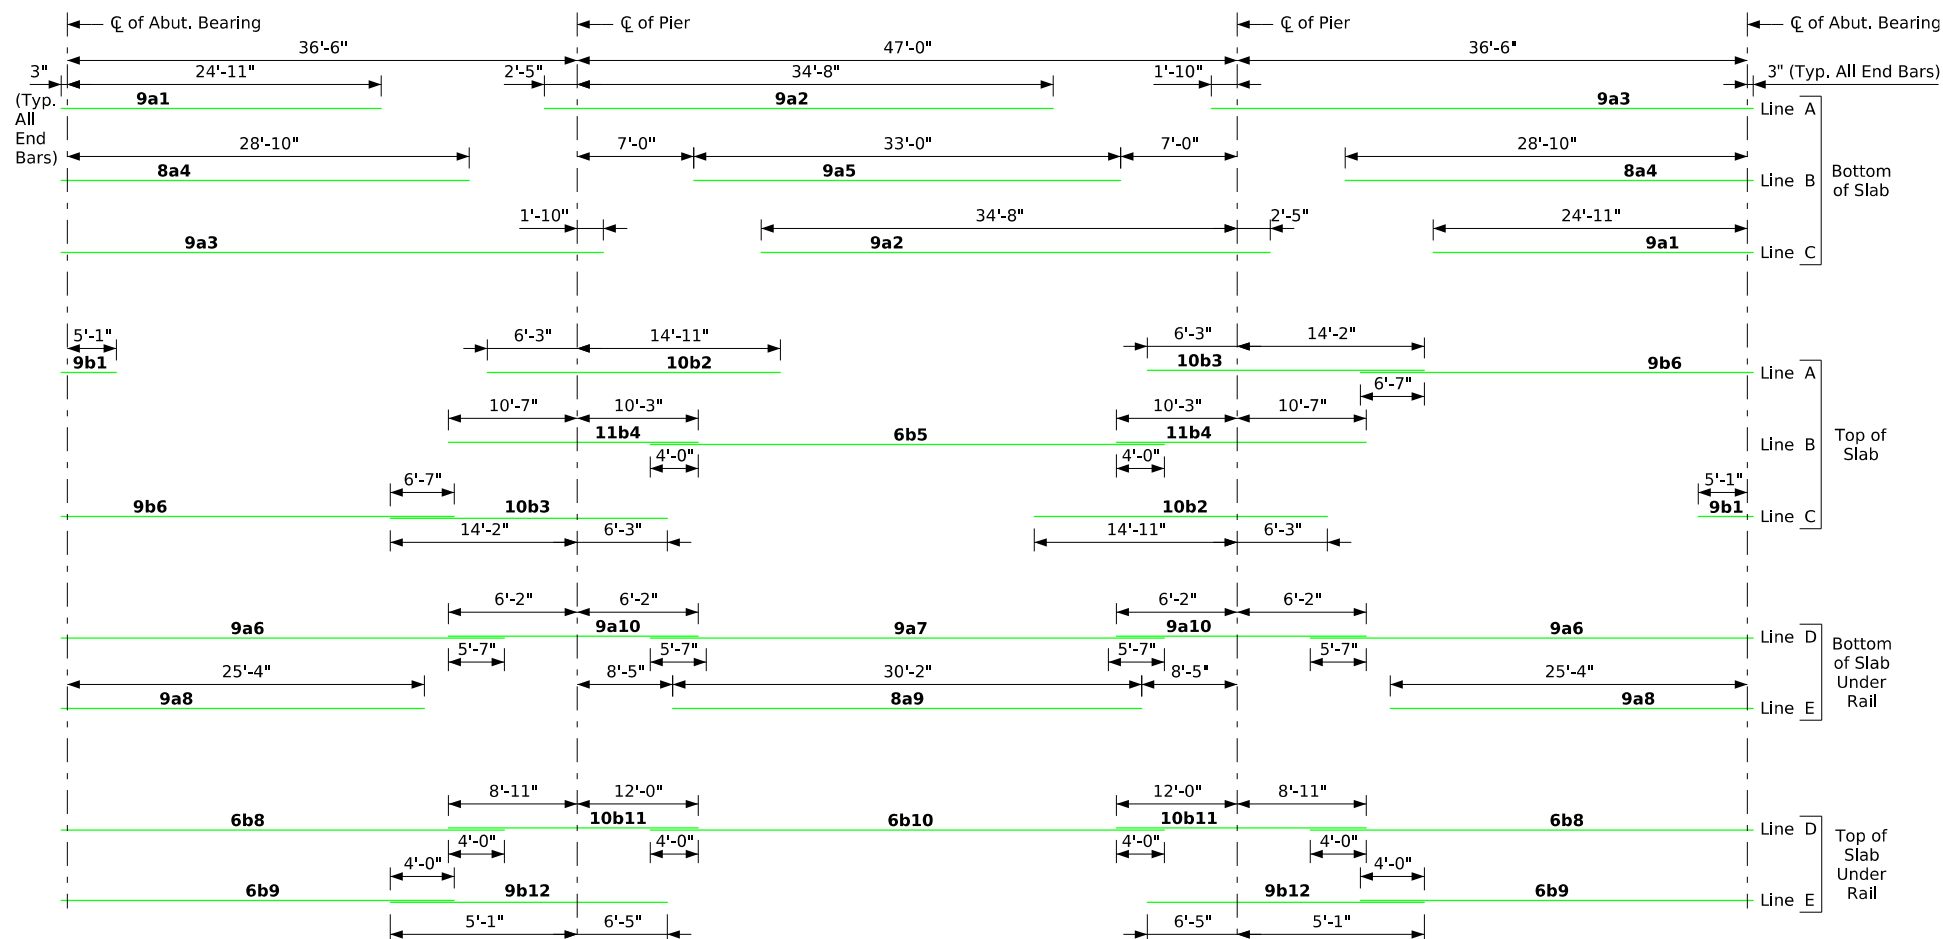 ℄ of Abut. Bearing ℄ of Pier ℄ of Pier ℄ of Abut. Bearing
36'-6" 47'-0" 36'-6"
3" 24'-11" 2'-5" 34'-8" 1'-10" 3" (Typ. All End Bars)
(Typ.
All
End
Bars)
9a1 9a2 9a3 Line A
28'-10" 7'-0" 33'-0" 7'-0" 28'-10"
8a4 9a5 8a4 Line B
Bottom
of Slab
1'-10" 34'-8" 2'-5" 24'-11"
9a3 9a2 9a1 Line C
5'-1" 6'-3" 14'-11" 6'-3" 14'-2"
9b1 10b2 10b3 9b6 Line A
6'-7"
10'-7" 10'-3" 10'-3" 10'-7"
11b4 6b5 11b4 Line B
Top of
Slab
4'-0" 4'-0"
6'-7" 5'-1"
9b6 10b3 10b2 9b1 Line C
14'-2" 6'-3" 14'-11" 6'-3"
6'-2" 6'-2" 6'-2" 6'-2"
9a6 9a10 9a7 9a10 9a6 Line D
5'-7" 5'-7" 5'-7" 5'-7"
Bottom
of Slab
Under
Rail
25'-4" 8'-5" 30'-2" 8'-5" 25'-4"
9a8 8a9 9a8 Line E
8'-11" 12'-0" 12'-0" 8'-11"
6b8 10b11 6b10 10b11 6b8 Line D
4'-0" 4'-0" 4'-0" 4'-0"
Top of
Slab
Under
Rail
4'-0" 4'-0"
6b9 9b12 9b12 6b9 Line E
5'-1" 6'-5" 6'-5" 5'-1"